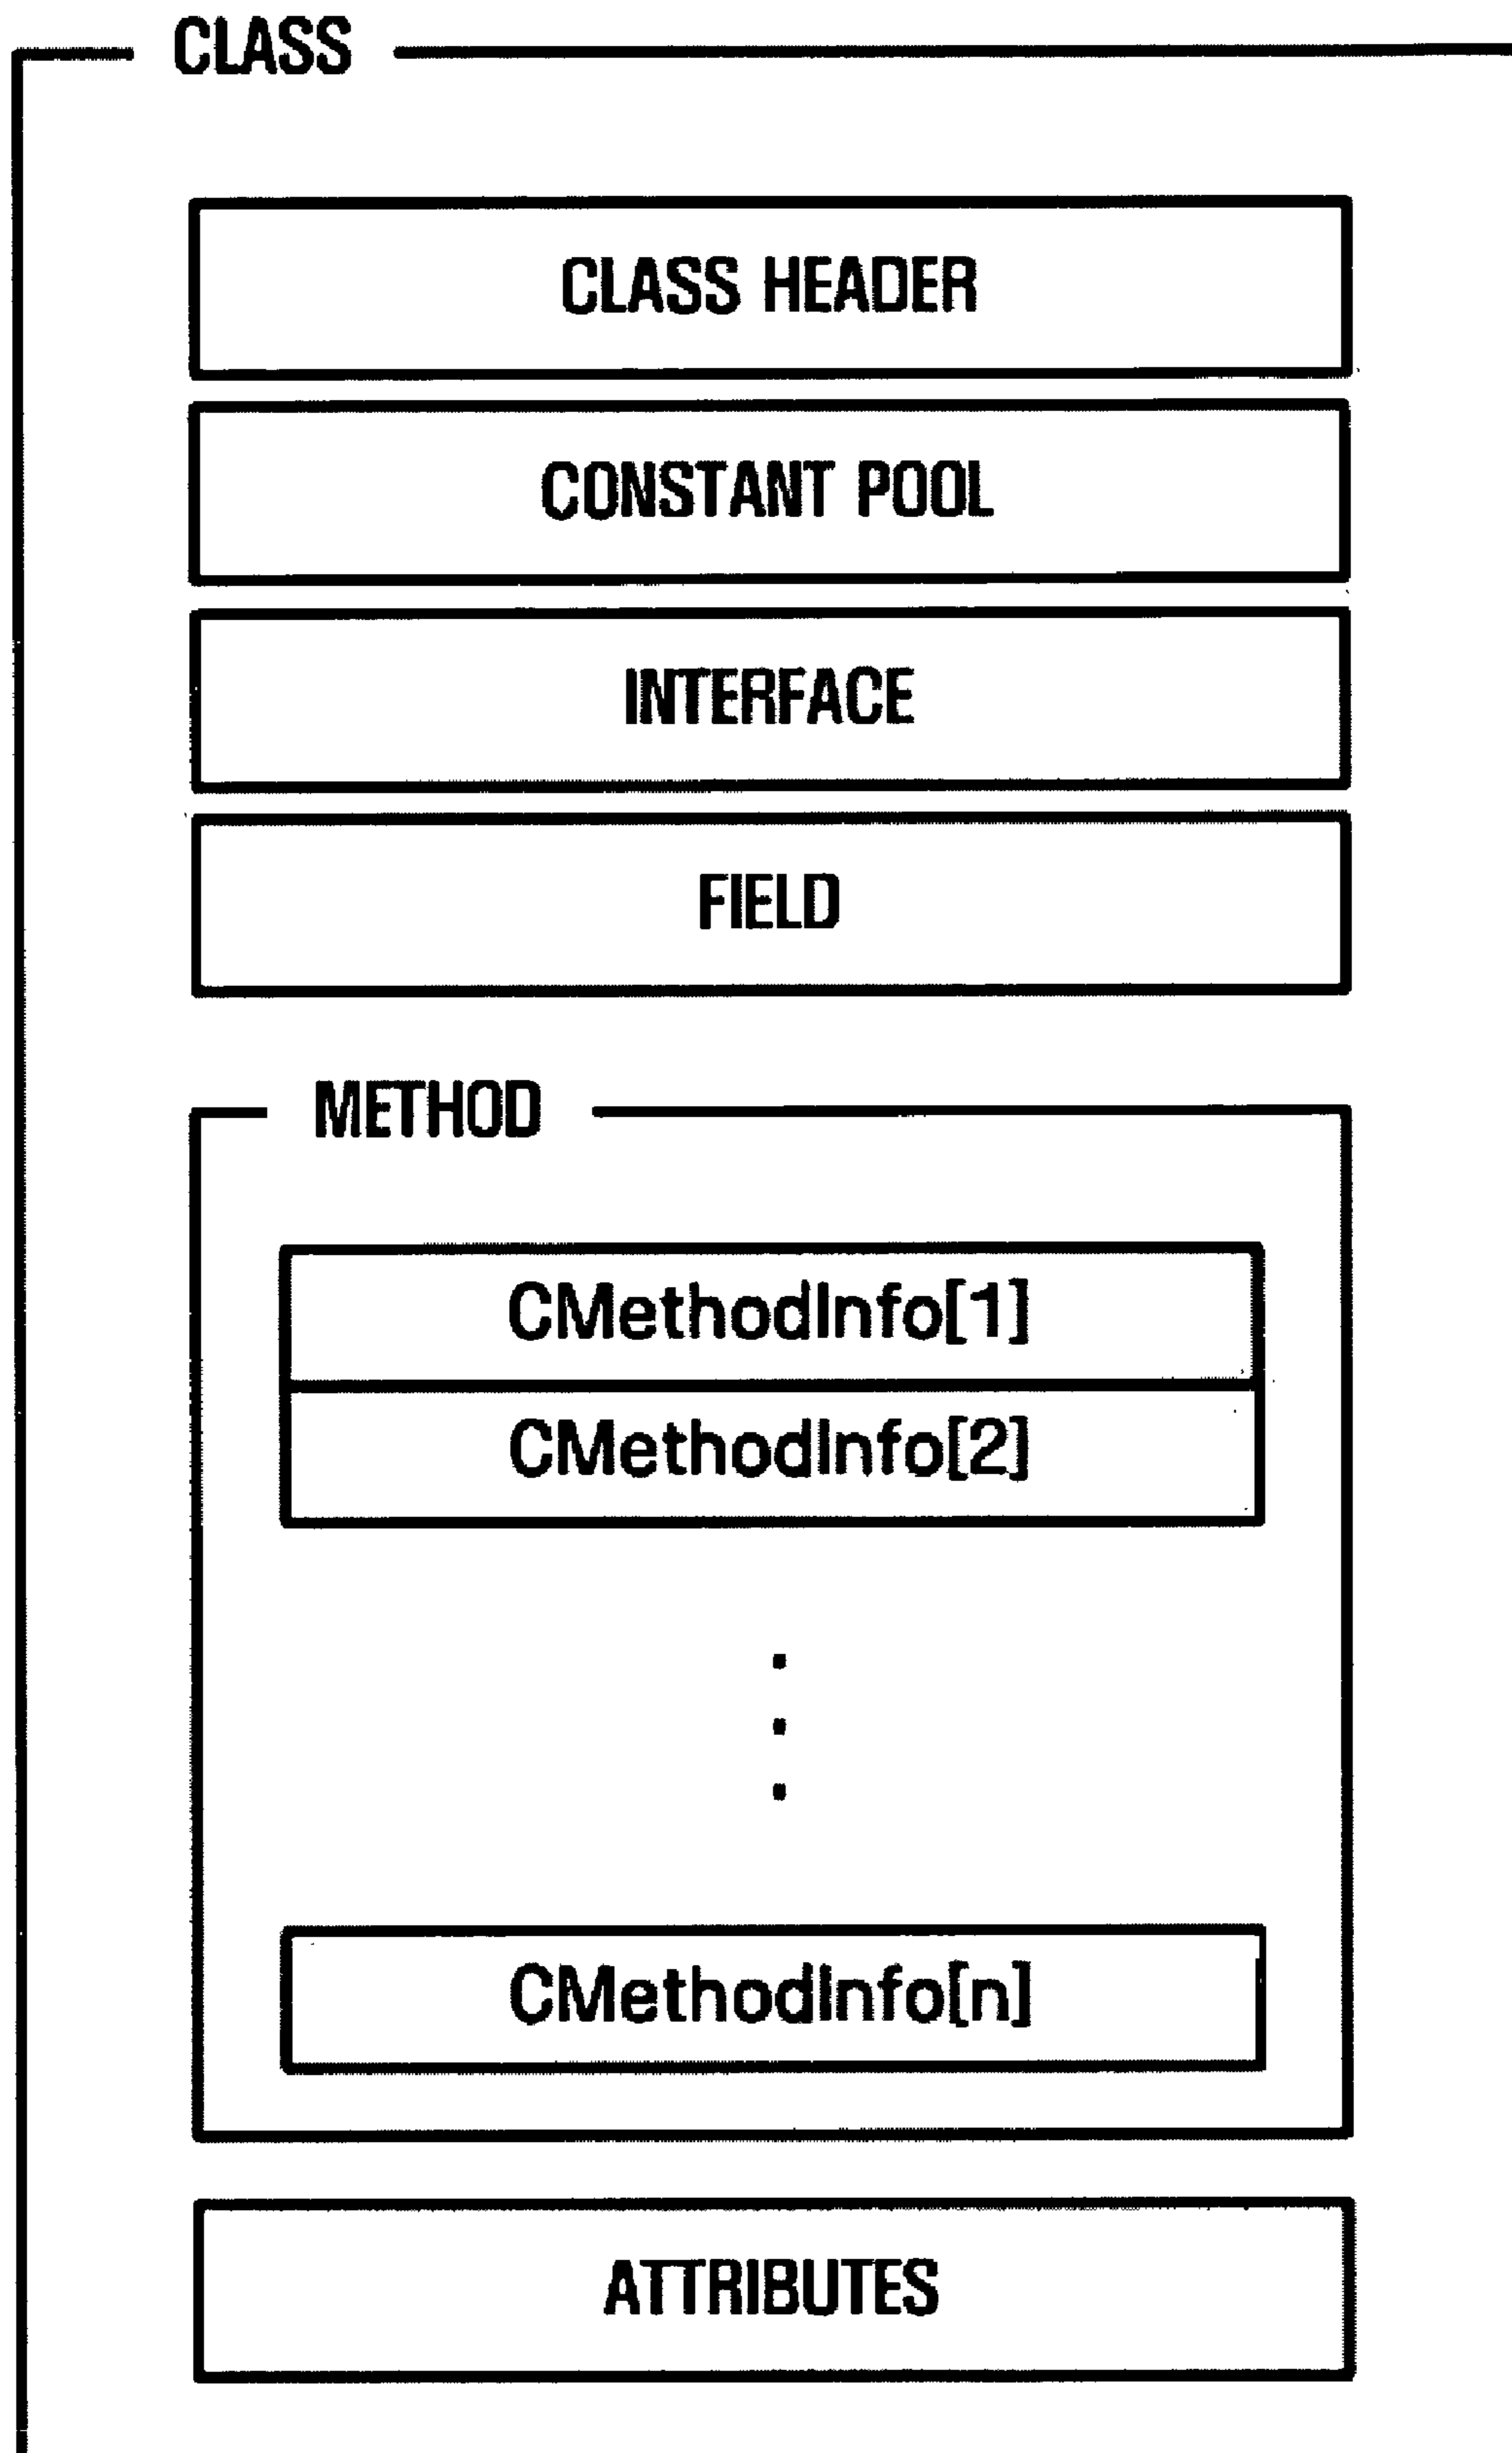 CLASS
CLASS HEADER
CONSTANT POOL
INTERFACE
FIELD
METHOD
CMethodInfo[1]
CMethodInfo[2]
CMethodInfo[n]
ATTRIBUTES